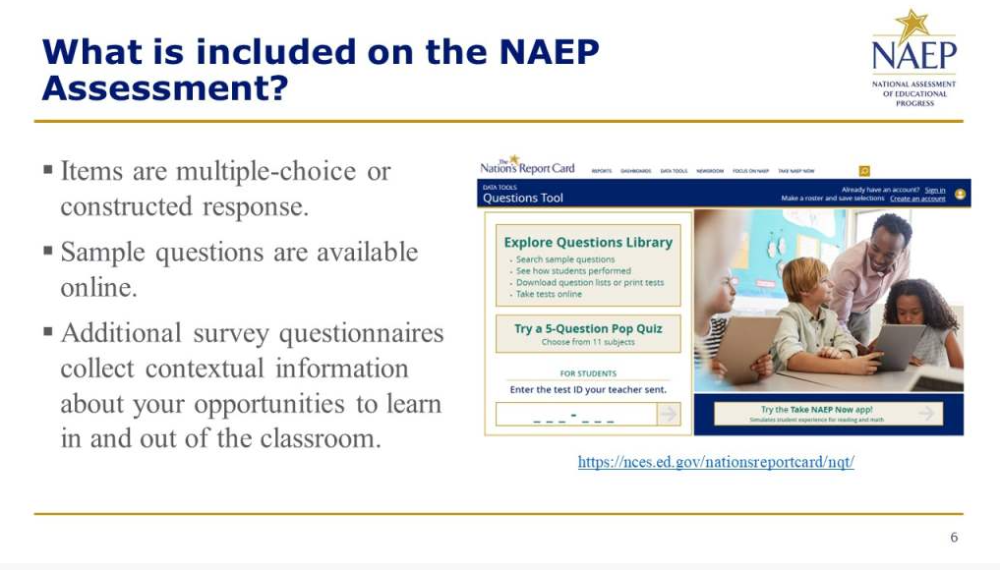 What is included on the NAEP
Assessment?
NAEP
NATIONAL ASSESSMENT
OF EDUCATIONAL
PROGRESS
▪ Items are multiple-choice or
constructed response.
▪ Sample questions are available
online.
▪ Additional survey questionnaires
collect contextual information
about your opportunities to learn
in and out of the classroom.
The
Nation's Report Card
REPORTS DASHBOARDS DATA TOOLS NEWSROOM FOCUS ON NAEP TAKE NAEP NOW
DATA TOOLS
Questions Tool
Already have an account? Sign in
Make a roster and save selections Create an account
Explore Questions Library
• Search sample questions
• See how students performed
• Download question lists or print tests
• Take tests online
Try a 5-Question Pop Quiz
Choose from 11 subjects
FOR STUDENTS
Enter the test ID your teacher sent.
_ _ _ - _ _ _
Try the Take NAEP Now app!
Simulates student experience for reading and math
https://nces.ed.gov/nationsreportcard/nqt/
6